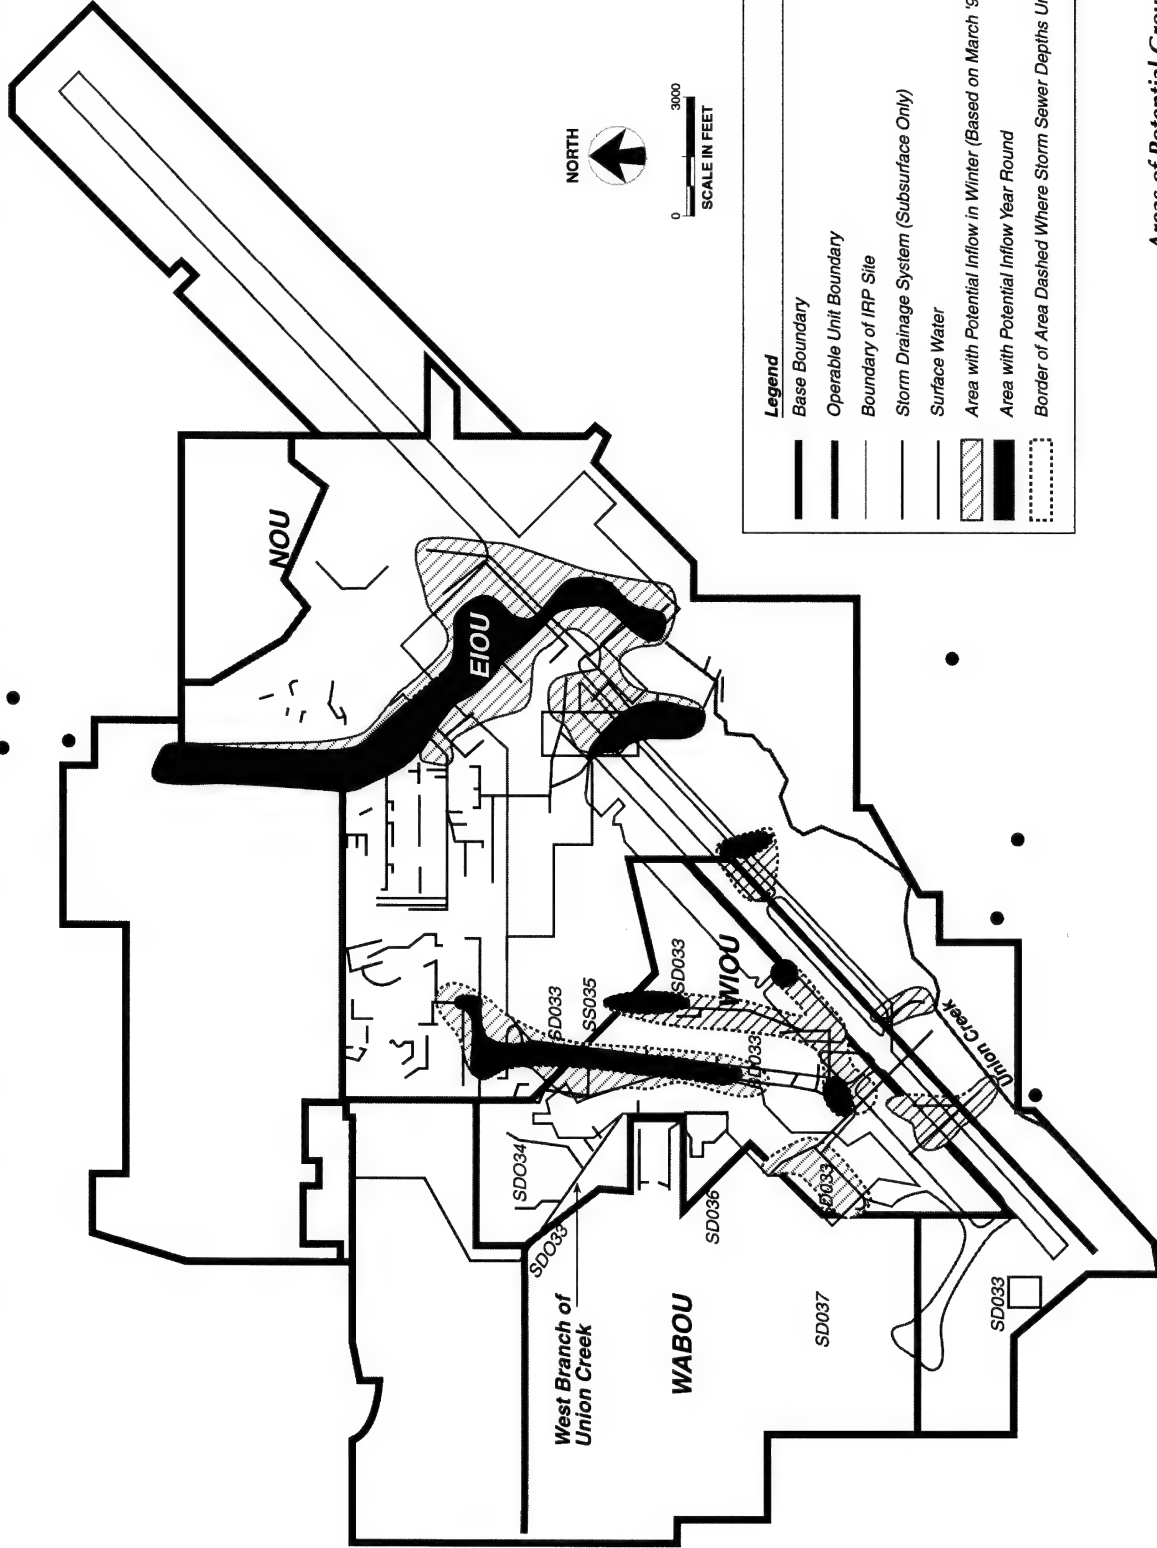 NORTH
0
3000
SCALE IN FEET
Legend
Base Boundary
Operable Unit Boundary
Boundary of IRP Site
Storm Drainage System (Subsurface Only)
Surface Water
Area with Potential Inflow in Winter (Based on March '9
Area with Potential Inflow Year Round
Border of Area Dashed Where Storm Sewer Depths
Areas of Potential
NOU
EIOU
WIOU
WABOU
SD033
SS035
SD033
SD033
SDO34
SDO33
SD036
SD033
SD037
SD033
West Branch of
Union Creek
Union Creek